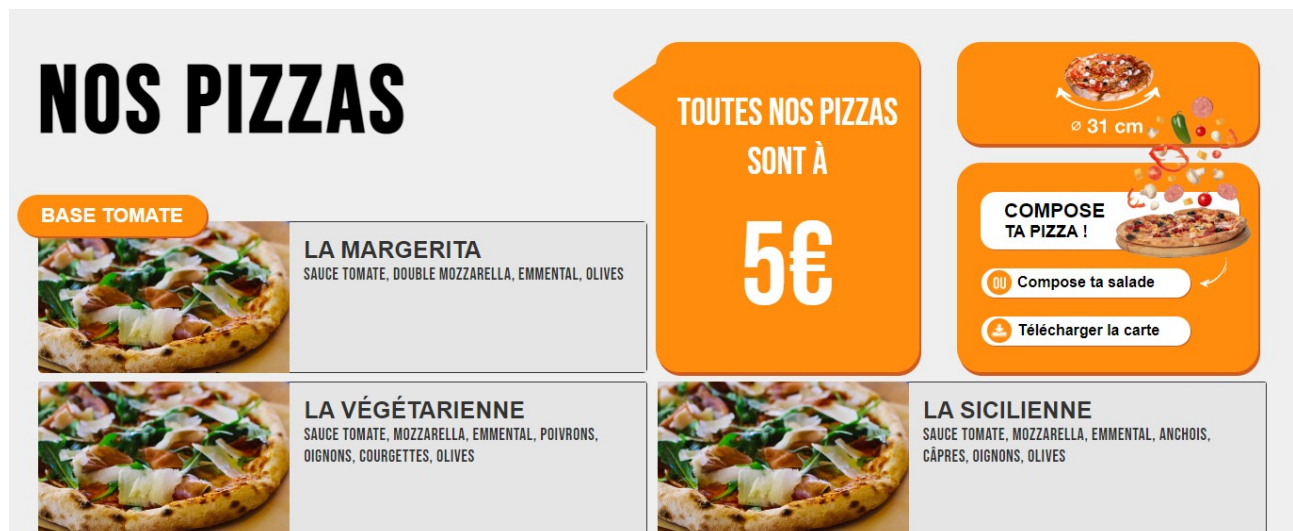 NOS PIZZAS
TOUTES NOS PIZZAS
SONT À
5€
⌀ 31 cm
COMPOSE
TA PIZZA !
OU Compose ta salade
Télécharger la carte
BASE TOMATE
LA MARGERITA
SAUCE TOMATE, DOUBLE MOZZARELLA, EMMENTAL, OLIVES
LA VÉGÉTARIENNE
SAUCE TOMATE, MOZZARELLA, EMMENTAL, POIVRONS,
OIGNONS, COURGETTES, OLIVES
LA SICILIENNE
SAUCE TOMATE, MOZZARELLA, EMMENTAL, ANCHOIS,
CÂPRES, OIGNONS, OLIVES